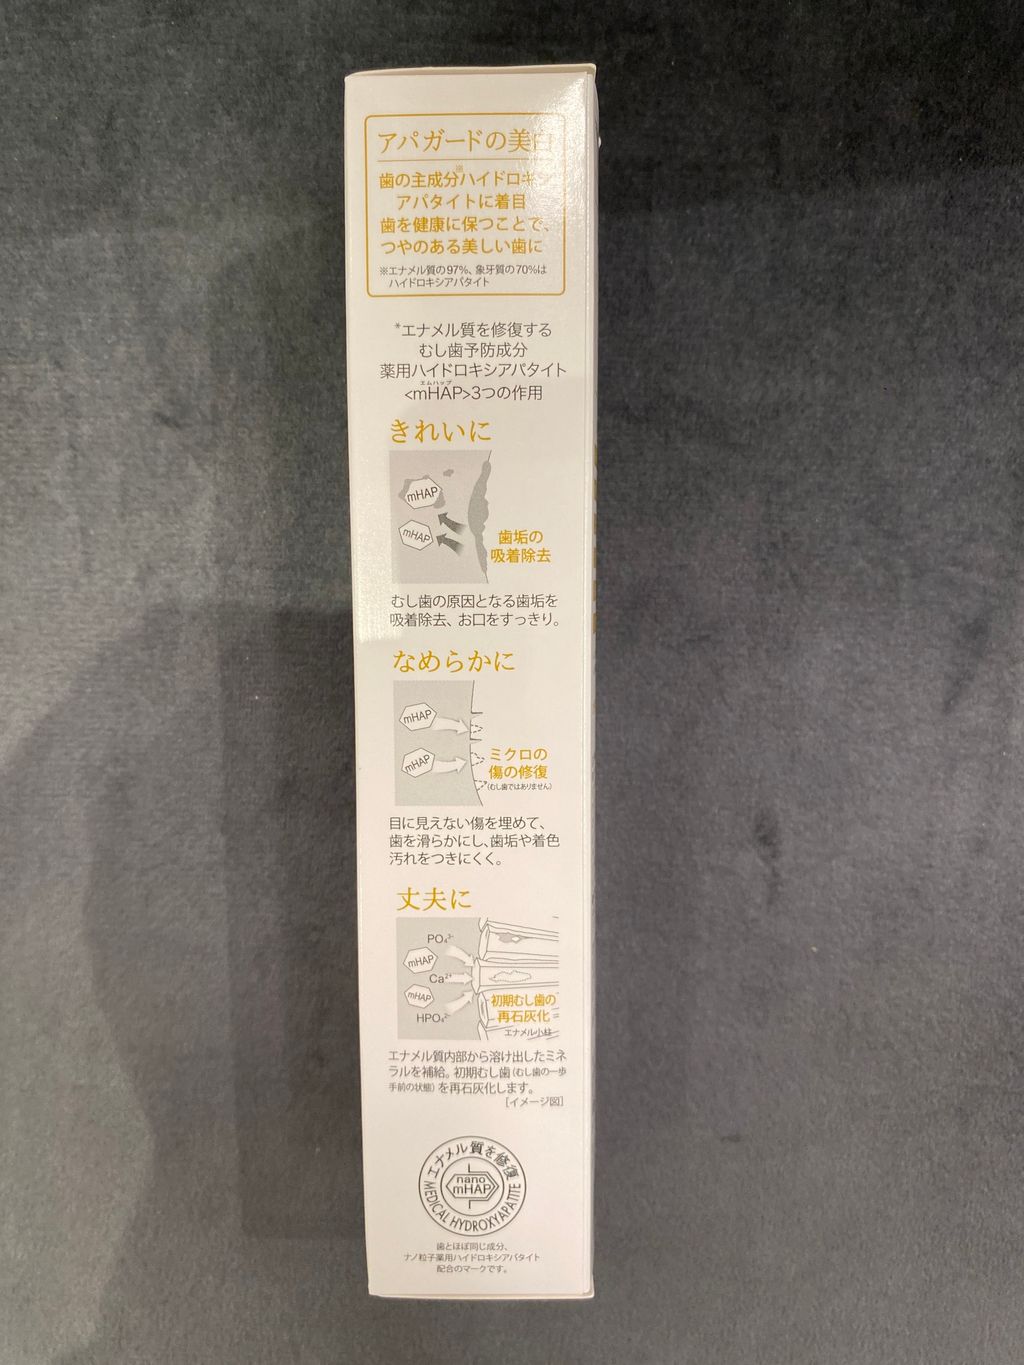 アパガードの美白
※
歯の主成分ハイドロキシ
アパタイトに着目
歯を健康に保つことで、
つやのある美しい歯に
※エナメル質の97%、象牙質の70%は
ハイドロキシアパタイト
*エナメル質を修復する
むし歯予防成分
薬用ハイドロキシアパタイト
エムハップ
<mHAP>3つの作用
きれいに
mHAP
mHAP
歯垢の
吸着除去
むし歯の原因となる歯垢を
吸着除去、お口をすっきり。
なめらかに
mHAP
mHAP
ミクロの
傷の修復
(むし歯ではありません)
目に見えない傷を埋めて、
歯を滑らかにし、歯垢や着色
汚れをつきにくく。
丈夫に
PO₄³⁻
mHAP
Ca²⁺
mHAP
HPO₄²⁻
初期むし歯の
再石灰化
エナメル小柱
エナメル質内部から溶け出したミネ
ラルを補給。初期むし歯(むし歯の一歩
手前の状態)を再石灰化します。
[イメージ図]
エナメル質を修復
nano
mHAP
MEDICAL HYDROXYAPATITE
歯とほぼ同じ成分、
ナノ粒子薬用ハイドロキシアパタイト
配合のマークです。